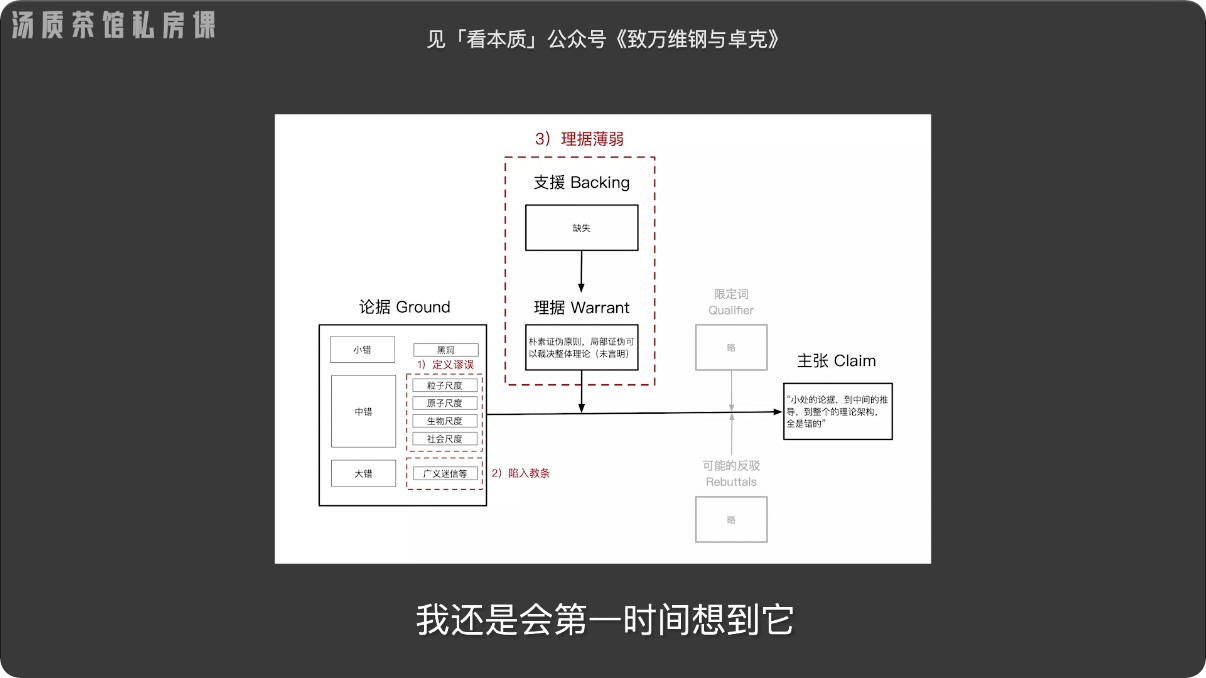 汤质茶馆私房课
见「看本质」公众号《致万维钢与卓克》
3）理据薄弱
支援 Backing
缺失
论据 Ground
理据 Warrant
限定词
Qualifier
小错
黑洞
朴素证伪原则，局部证伪可
以裁决整体理论（未言明）
略
1）定义谬误
主张 Claim
中错
粒子尺度
原子尺度
生物尺度
社会尺度
“小处的论据，到中间的推
导，到整个的理论架构，
全是错的”
大错
广义迷信等
2）陷入教条
可能的反驳
Rebuttals
略
我还是会第一时间想到它